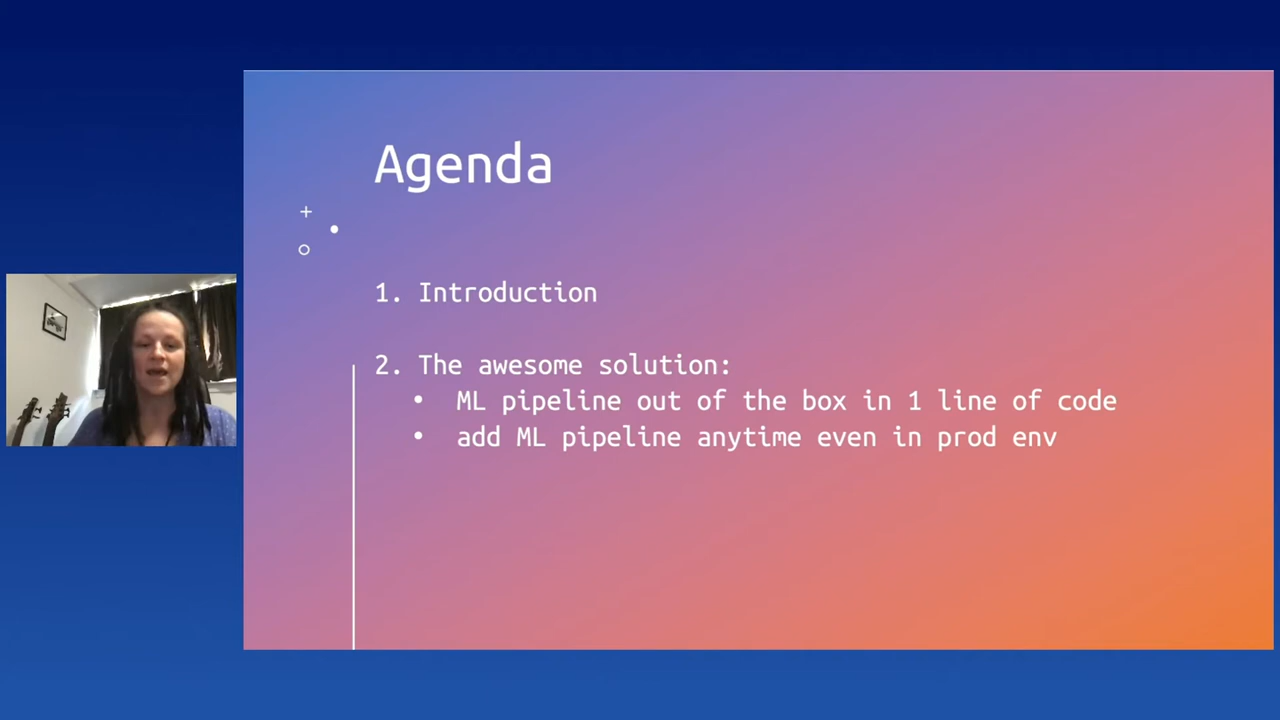 Agenda
1. Introduction
2. The awesome solution:
• ML pipeline out of the box in 1 line of code
• add ML pipeline anytime even in prod env